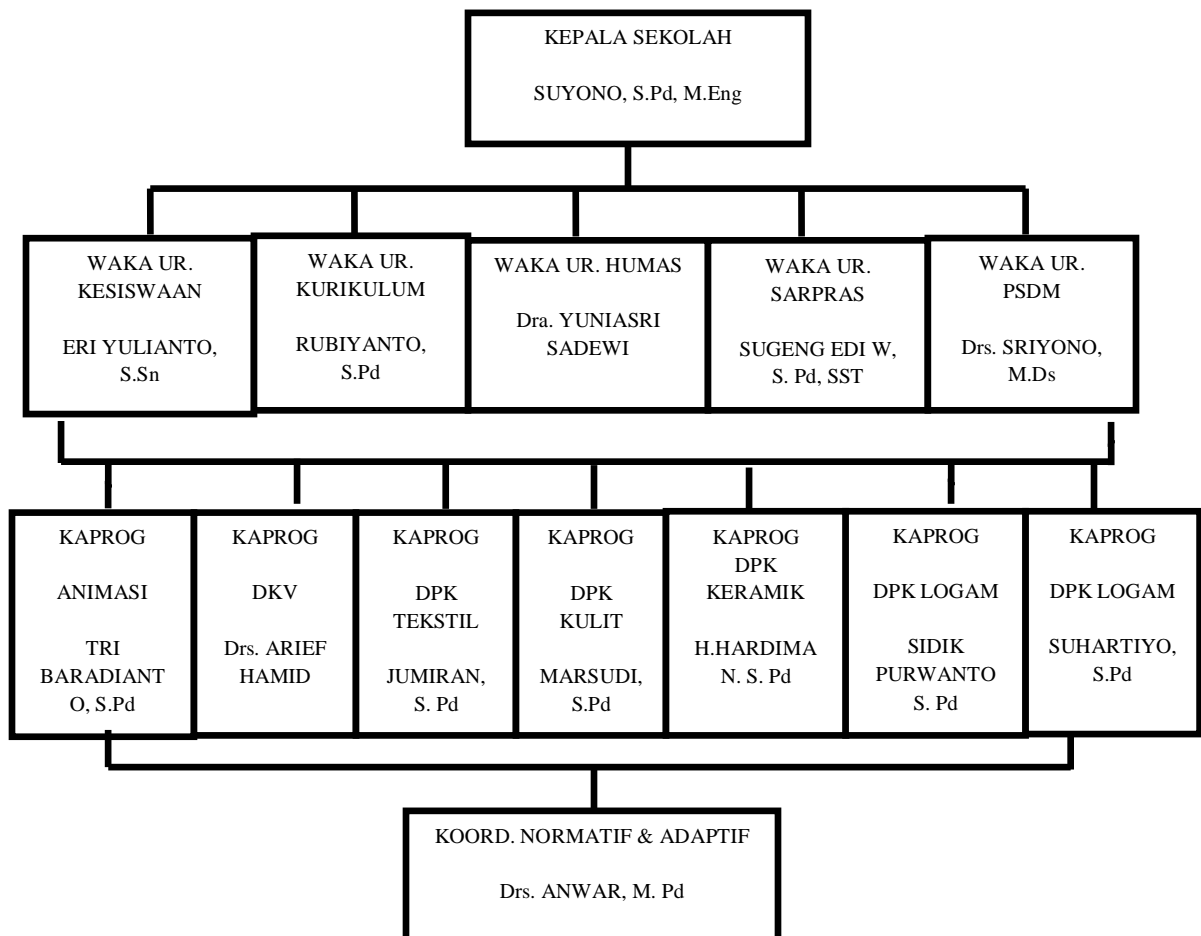 KEPALA SEKOLAH
SUYONO, S.Pd, M.Eng
WAKA UR.
KESISWAAN
ERI YULIANTO,
S.Sn
WAKA UR.
KURIKULUM
RUBIYANTO,
S.Pd
WAKA UR. HUMAS
Dra. YUNIASRI
SADEWI
WAKA UR.
SARPRAS
SUGENG EDI W,
S. Pd, SST
WAKA UR.
PSDM
Drs. SRIYONO,
M.Ds
KAPROG
ANIMASI
TRI
BARADIANT
O, S.Pd
KAPROG
DKV
Drs. ARIEF
HAMID
KAPROG
DPK
TEKSTIL
JUMIRAN,
S. Pd
KAPROG
DPK
KULIT
MARSUDI,
S.Pd
KAPROG
DPK
KERAMIK
H.HARDIMA
N. S. Pd
KAPROG
DPK LOGAM
SIDIK
PURWANTO
S. Pd
KAPROG
DPK LOGAM
SUHARTIYO,
S.Pd
KOORD. NORMATIF & ADAPTIF
Drs. ANWAR, M. Pd